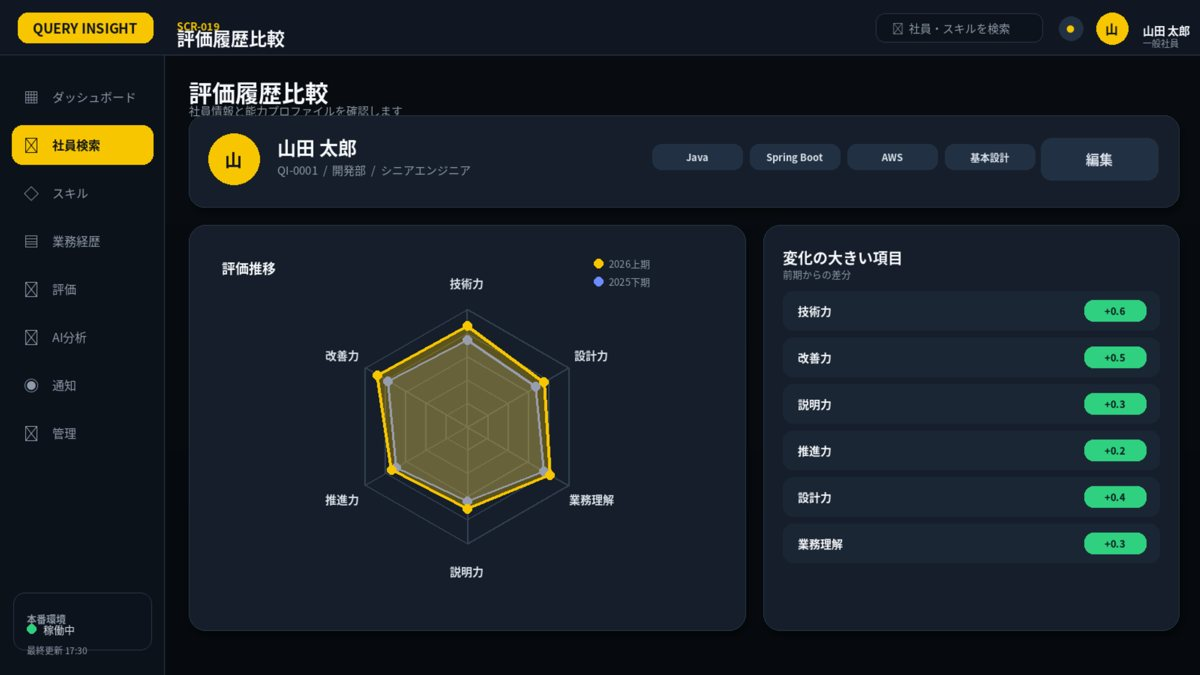 QUERY INSIGHT
SCR-019
評価履歴比較
社員・スキルを検索
山
山田 太郎
一般社員
ダッシュボード
社員検索
スキル
業務経歴
評価
AI分析
通知
管理
本番環境
稼働中
最終更新 17:30
評価履歴比較
社員情報と能力プロファイルを確認します
山
山田 太郎
QI-0001 / 開発部 / シニアエンジニア
Java
Spring Boot
AWS
基本設計
編集
評価推移
2026上期
2025下期
技術力
設計力
業務理解
説明力
推進力
改善力
変化の大きい項目
前期からの差分
技術力 +0.6
改善力 +0.5
説明力 +0.3
推進力 +0.2
設計力 +0.4
業務理解 +0.3